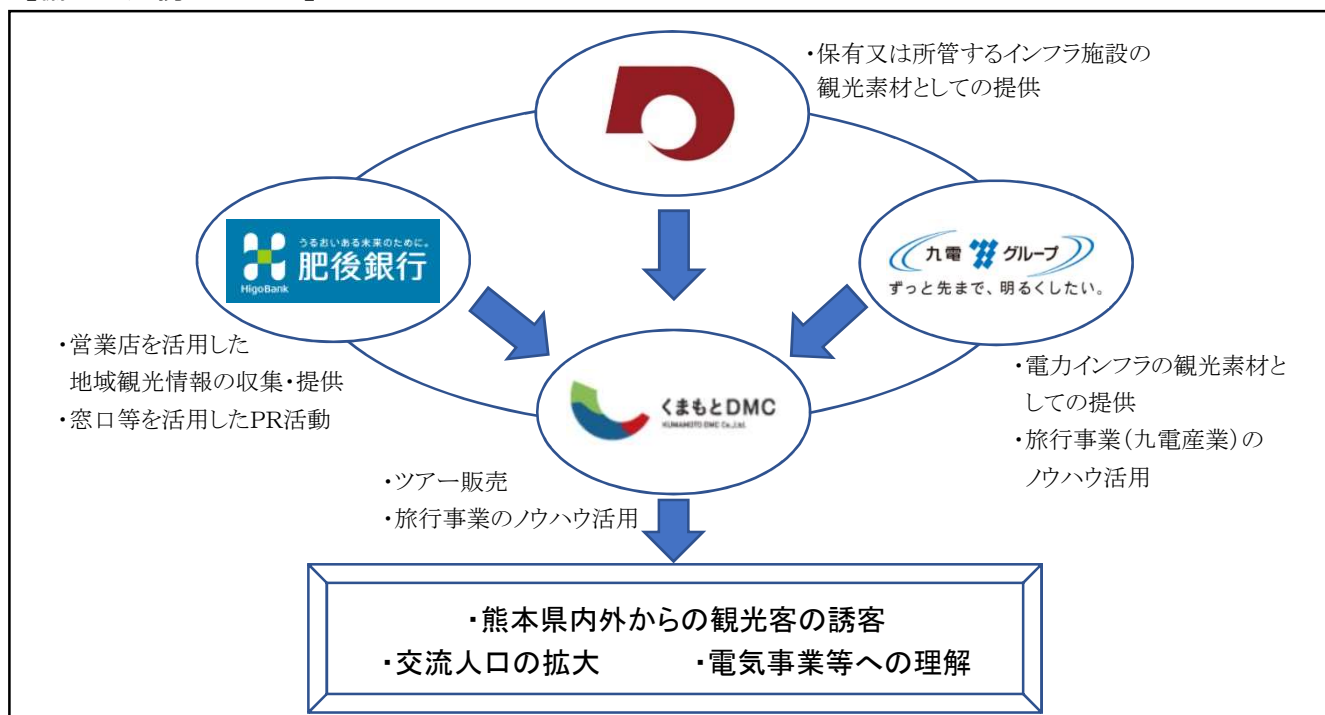 ・保有又は所管するインフラ施設の
観光素材としての提供
うるおいある未来のために。
肥後銀行
HigoBank
九電 グループ
ずっと先まで、明るくしたい。
・営業店を活用した
地域観光情報の収集・提供
・窓口等を活用したPR活動
くまもとDMC
KUMAMOTO DMC Co.,Ltd.
・電力インフラの観光素材と
しての提供
・旅行事業(九電産業)の
ノウハウ活用
・ツアー販売
・旅行事業のノウハウ活用
・熊本県内外からの観光客の誘客
・交流人口の拡大 ・電気事業等への理解